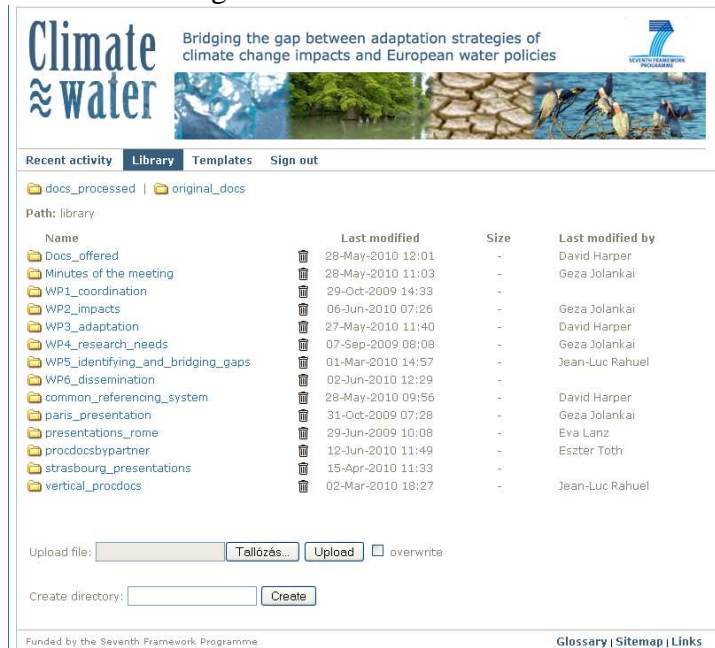 Climate
≈ water
Bridging the gap between adaptation strategies of
climate change impacts and European water policies
SEVENTH FRAMEWORK
PROGRAMME
Recent activity Library Templates Sign out
docs_processed | original_docs
Path: library
Name Last modified Size Last modified by
Docs_offered 28-May-2010 12:01 - David Harper
Minutes of the meeting 28-May-2010 11:03 - Geza Jolankai
WP1_coordination 29-Oct-2009 14:33 -
WP2_impacts 06-Jun-2010 07:26 - Geza Jolankai
WP3_adaptation 27-May-2010 11:40 - David Harper
WP4_research_needs 07-Sep-2009 08:08 - Geza Jolankai
WP5_identifying_and_bridging_gaps 01-Mar-2010 14:57 - Jean-Luc Rahuel
WP6_dissemination 02-Jun-2010 12:29 -
common_referencing_system 28-May-2010 09:56 - David Harper
paris_presentation 31-Oct-2009 07:28 - Geza Jolankai
presentations_rome 29-Jun-2009 10:08 - Eva Lanz
procdocsbypartner 12-Jun-2010 11:49 - Eszter Toth
strasbourg_presentations 15-Apr-2010 11:33 -
vertical_procdocs 02-Mar-2010 18:27 - Jean-Luc Rahuel
Upload file: Tallózás... Upload overwrite
Create directory: Create
Funded by the Seventh Framework Programme Glossary | Sitemap | Links